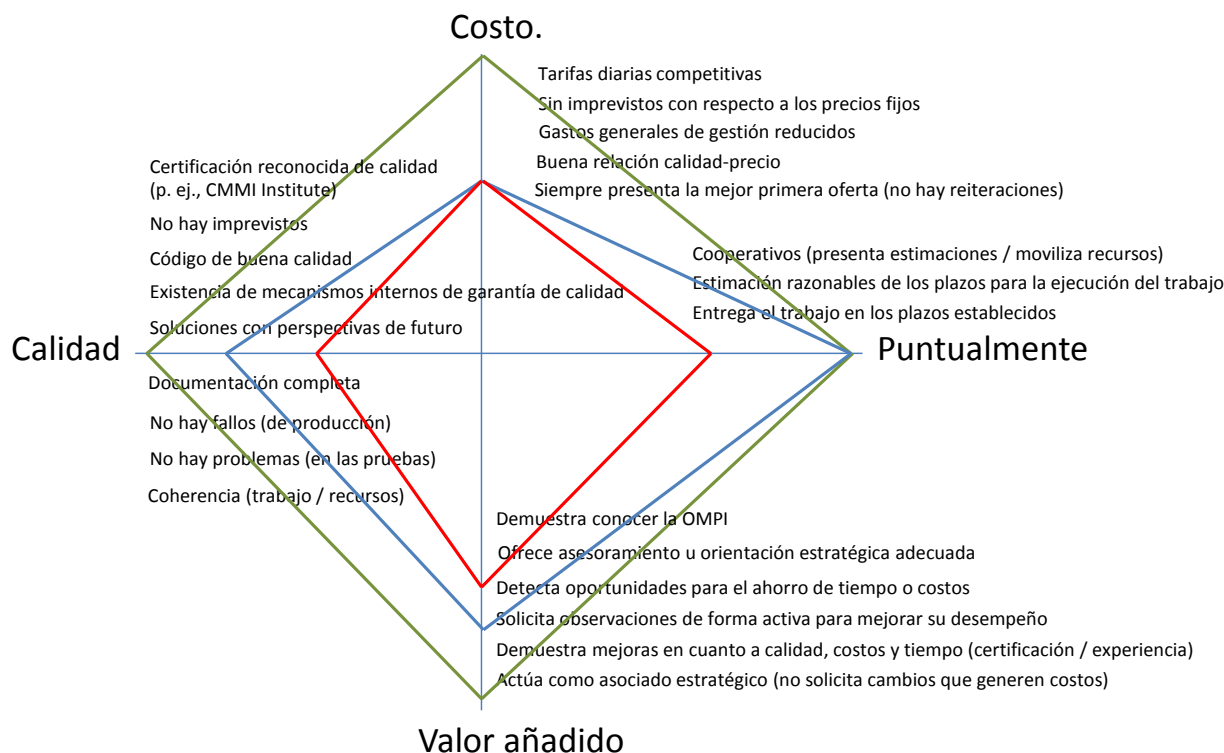 Costo.
Tarifas diarias competitivas
Sin imprevistos con respecto a los precios fijos
Gastos generales de gestión reducidos
Buena relación calidad-precio
Siempre presenta la mejor primera oferta (no hay reiteraciones)
Certificación reconocida de calidad
(p. ej., CMMI Institute)
No hay imprevistos
Código de buena calidad
Existencia de mecanismos internos de garantía de calidad
Soluciones con perspectivas de futuro
Cooperativos (presenta estimaciones / moviliza recursos)
Estimación razonables de los plazos para la ejecución del trabajo
Entrega el trabajo en los plazos establecidos
Calidad
Puntualmente
Documentación completa
No hay fallos (de producción)
No hay problemas (en las pruebas)
Coherencia (trabajo / recursos)
Demuestra conocer la OMPI
Ofrece asesoramiento u orientación estratégica adecuada
Detecta oportunidades para el ahorro de tiempo o costos
Solicita observaciones de forma activa para mejorar su desempeño
Demuestra mejoras en cuanto a calidad, costos y tiempo (certificación / experiencia)
Actúa como asociado estratégico (no solicita cambios que generen costos)
Valor añadido